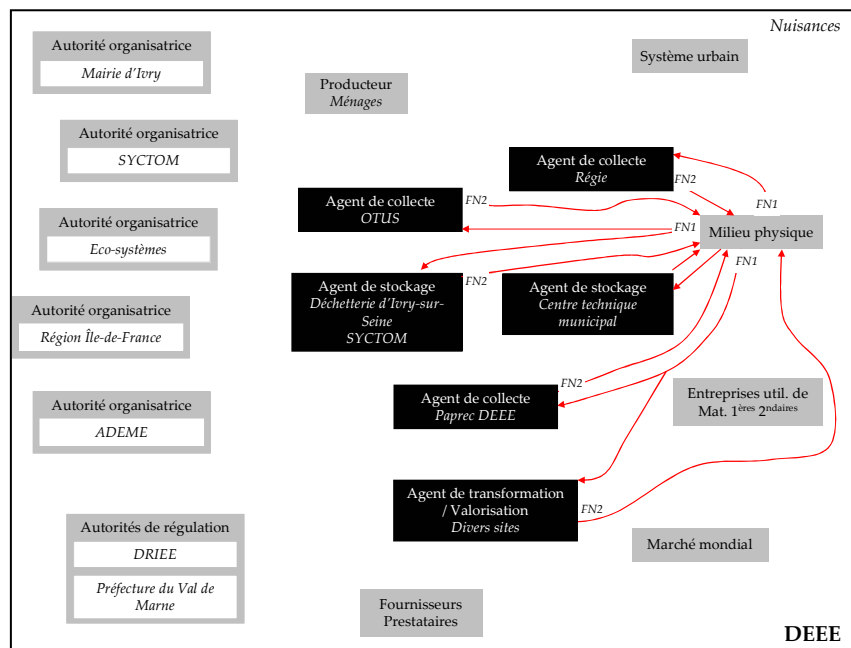 Nuisances
Autorité organisatrice
Mairie d'Ivry
Système urbain
Producteur
Ménages
Autorité organisatrice
SYCTOM
Agent de collecte
Régie
FN2
FN1
Agent de collecte
OTUS
FN2
FN1
Milieu physique
Autorité organisatrice
Eco-systèmes
Agent de stockage
Déchetterie d'Ivry-sur-
Seine
SYCTOM
FN2
Agent de stockage
Centre technique
municipal
FN1
Autorité organisatrice
Région Île-de-France
Agent de collecte
Paprec DEEE
FN2
Entreprises util. de
Mat. 1ères 2ndaires
Autorité organisatrice
ADEME
Agent de transformation
/ Valorisation
Divers sites
FN2
Autorités de régulation
DRIEE
Préfecture du Val de
Marne
Marché mondial
Fournisseurs
Prestataires
DEEE